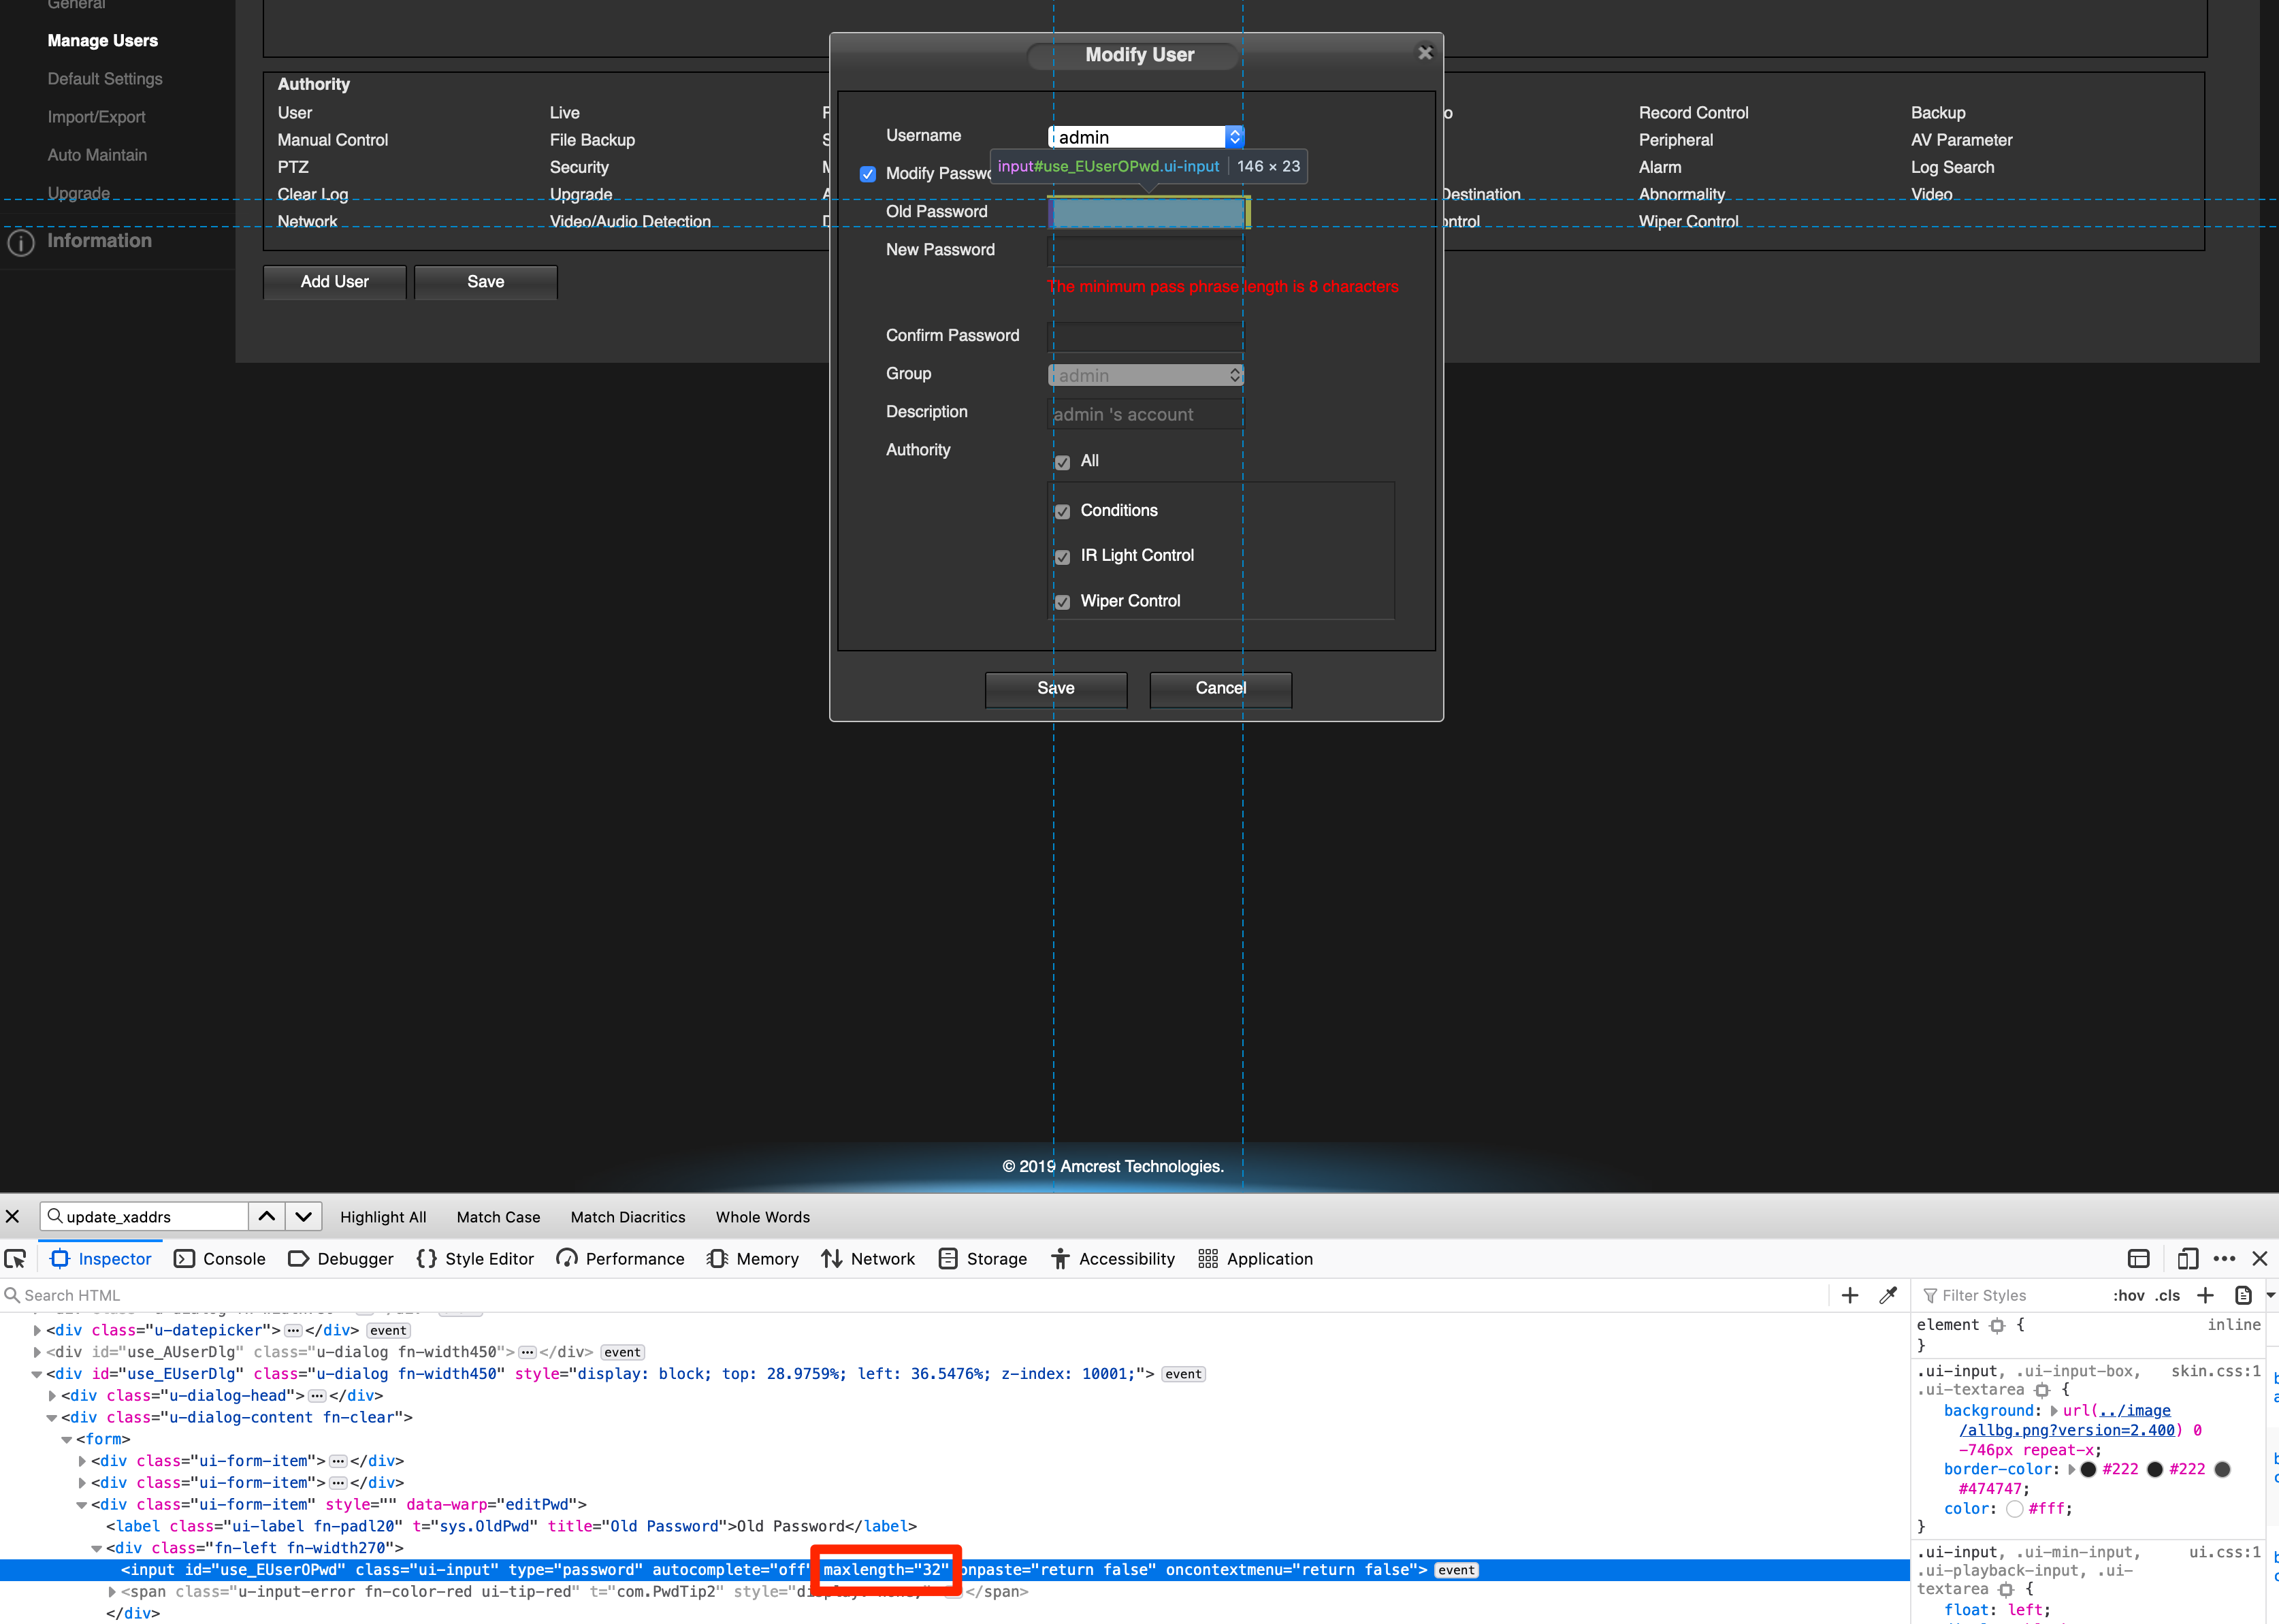 General
Manage Users
Default Settings
Import/Export
Auto Maintain
Upgrade
Information
Authority
User Live F o Record Control Backup
Manual Control File Backup S Peripheral AV Parameter
PTZ Security M Alarm Log Search
Clear Log Upgrade A Destination Abnormality Video
Network Video/Audio Detection D ontrol Wiper Control
Add User Save
Modify User
Username admin
Modify Passwo
input#use_EUserOPwd.ui-input 146 × 23
Old Password
New Password
The minimum pass phrase length is 8 characters
Confirm Password
Group admin
Description admin 's account
Authority
All
Conditions
IR Light Control
Wiper Control
Save Cancel
© 2019 Amcrest Technologies.
update_xaddrs Highlight All Match Case Match Diacritics Whole Words
Inspector Console Debugger Style Editor Performance Memory Network Storage Accessibility Application
Search HTML
<div class="u-datepicker"> ••• </div> event
<div id="use_AUserDlg" class="u-dialog fn-width450"> ••• </div> event
<div id="use_EUserDlg" class="u-dialog fn-width450" style="display: block; top: 28.9759%; left: 36.5476%; z-index: 10001;"> event
<div class="u-dialog-head"> ••• </div>
<div class="u-dialog-content fn-clear">
<form>
<div class="ui-form-item"> ••• </div>
<div class="ui-form-item"> ••• </div>
<div class="ui-form-item" style="" data-warp="editPwd">
<label class="ui-label fn-padl20" t="sys.OldPwd" title="Old Password">Old Password</label>
<div class="fn-left fn-width270">
<input id="use_EUserOPwd" class="ui-input" type="password" autocomplete="off" maxlength="32" onpaste="return false" oncontextmenu="return false"> event
<span class="u-input-error fn-color-red ui-tip-red" t="com.PwdTip2" </span>
</div>
Filter Styles :hov .cls
element { inline
}
.ui-input, .ui-input-box, skin.css:1
.ui-textarea {
background: url(../image
/allbg.png?version=2.400) 0
-746px repeat-x;
border-color: #222 #222
#474747;
color: #fff;
}
.ui-input, .ui-min-input, ui.css:1
.ui-playback-input, .ui-
textarea {
float: left;